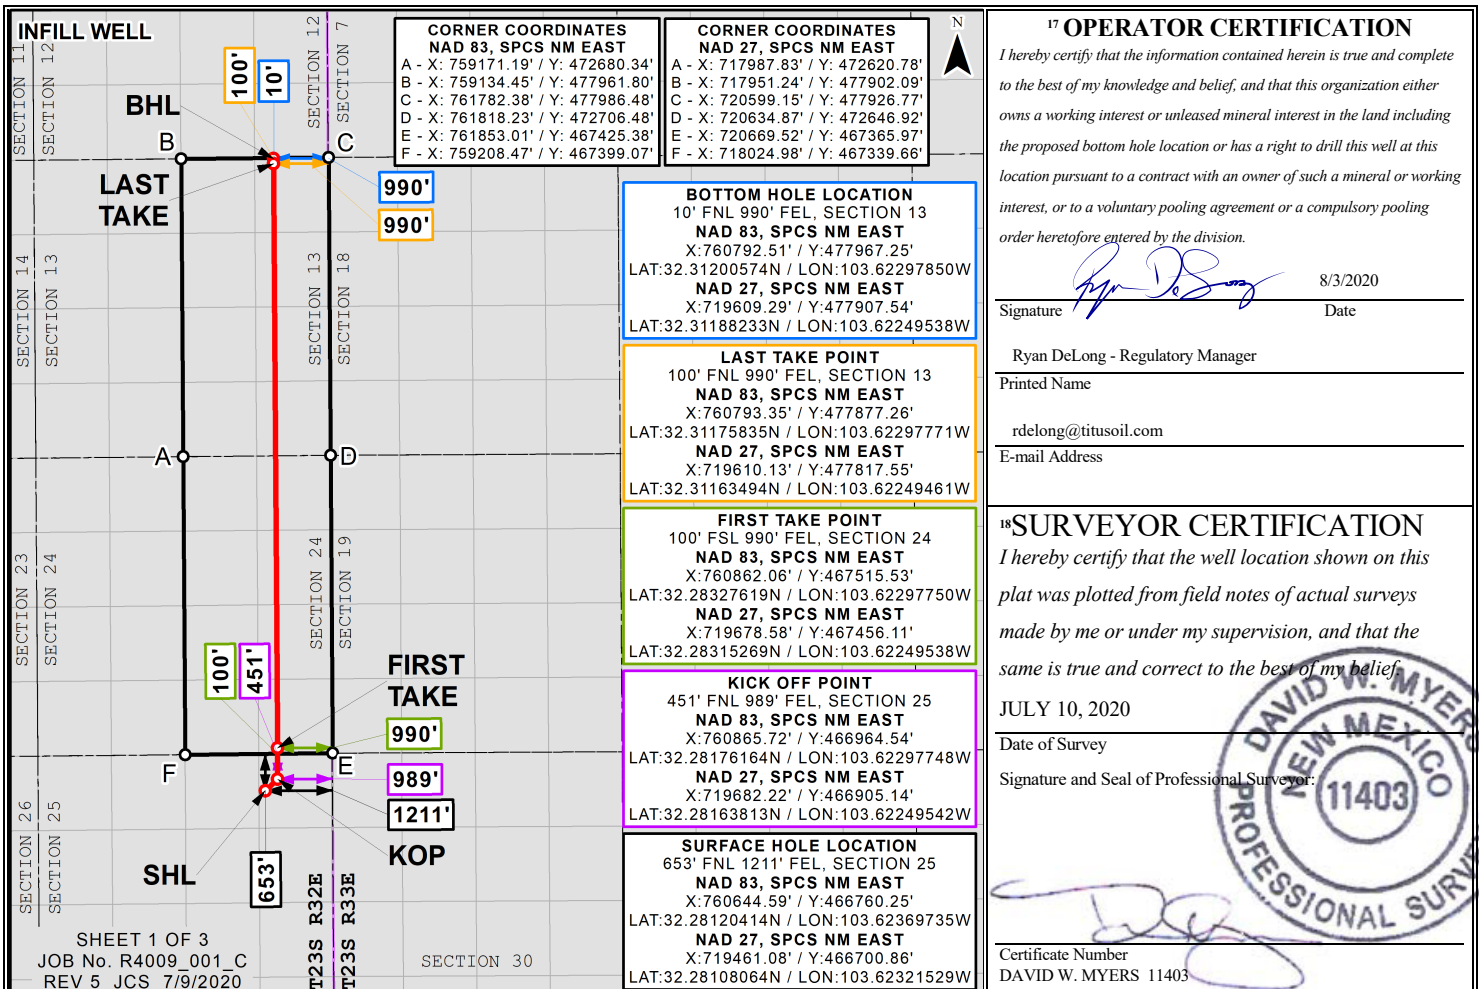 INFILL WELL
SECTION 11
SECTION 12
SECTION 12
SECTION 7
100'
10'
BHL
B
C
LAST
TAKE
990'
990'
SECTION 14
SECTION 13
SECTION 13
SECTION 18
A
D
SECTION 23
SECTION 24
SECTION 24
SECTION 19
100'
451'
FIRST
TAKE
990'
F
E
989'
1211'
KOP
SHL
653'
SECTION 26
SECTION 25
T23S R32E
T23S R33E
SECTION 30
SHEET 1 OF 3
JOB No. R4009_001_C
REV 5 JCS 7/9/2020
CORNER COORDINATES
NAD 83, SPCS NM EAST
A - X: 759171.19' / Y: 472680.34'
B - X: 759134.45' / Y: 477961.80'
C - X: 761782.38' / Y: 477986.48'
D - X: 761818.23' / Y: 472706.48'
E - X: 761853.01' / Y: 467425.38'
F - X: 759208.47' / Y: 467399.07'
CORNER COORDINATES
NAD 27, SPCS NM EAST
A - X: 717987.83' / Y: 472620.78'
B - X: 717951.24' / Y: 477902.09'
C - X: 720599.15' / Y: 477926.77'
D - X: 720634.87' / Y: 472646.92'
E - X: 720669.52' / Y: 467365.97'
F - X: 718024.98' / Y: 467339.66'
N
BOTTOM HOLE LOCATION
10' FNL 990' FEL, SECTION 13
NAD 83, SPCS NM EAST
X:760792.51' / Y:477967.25'
LAT:32.31200574N / LON:103.62297850W
NAD 27, SPCS NM EAST
X:719609.29' / Y:477907.54'
LAT:32.31188233N / LON:103.62249538W
LAST TAKE POINT
100' FNL 990' FEL, SECTION 13
NAD 83, SPCS NM EAST
X:760793.35' / Y:477877.26'
LAT:32.31175835N / LON:103.62297771W
NAD 27, SPCS NM EAST
X:719610.13' / Y:477817.55'
LAT:32.31163494N / LON:103.62249461W
FIRST TAKE POINT
100' FSL 990' FEL, SECTION 24
NAD 83, SPCS NM EAST
X:760862.06' / Y:467515.53'
LAT:32.28327619N / LON:103.62297750W
NAD 27, SPCS NM EAST
X:719678.58' / Y:467456.11'
LAT:32.28315269N / LON:103.62249538W
KICK OFF POINT
451' FNL 989' FEL, SECTION 25
NAD 83, SPCS NM EAST
X:760865.72' / Y:466964.54'
LAT:32.28176164N / LON:103.62297748W
NAD 27, SPCS NM EAST
X:719682.22' / Y:466905.14'
LAT:32.28163813N / LON:103.62249542W
SURFACE HOLE LOCATION
653' FNL 1211' FEL, SECTION 25
NAD 83, SPCS NM EAST
X:760644.59' / Y:466760.25'
LAT:32.28120414N / LON:103.62369735W
NAD 27, SPCS NM EAST
X:719461.08' / Y:466700.86'
LAT:32.28108064N / LON:103.62321529W
17 OPERATOR CERTIFICATION
I hereby certify that the information contained herein is true and complete
to the best of my knowledge and belief, and that this organization either
owns a working interest or unleased mineral interest in the land including
the proposed bottom hole location or has a right to drill this well at this
location pursuant to a contract with an owner of such a mineral or working
interest, or to a voluntary pooling agreement or a compulsory pooling
order heretofore entered by the division.
8/3/2020
Signature Date
Ryan DeLong - Regulatory Manager
Printed Name
rdelong@titusoil.com
E-mail Address
18 SURVEYOR CERTIFICATION
I hereby certify that the well location shown on this
plat was plotted from field notes of actual surveys
made by me or under my supervision, and that the
same is true and correct to the best of my belief.
JULY 10, 2020
Date of Survey
Signature and Seal of Professional Surveyor:
DAVID W. MYERS
NEW MEXICO
11403
PROFESSIONAL SURVE
Certificate Number
DAVID W. MYERS 11403